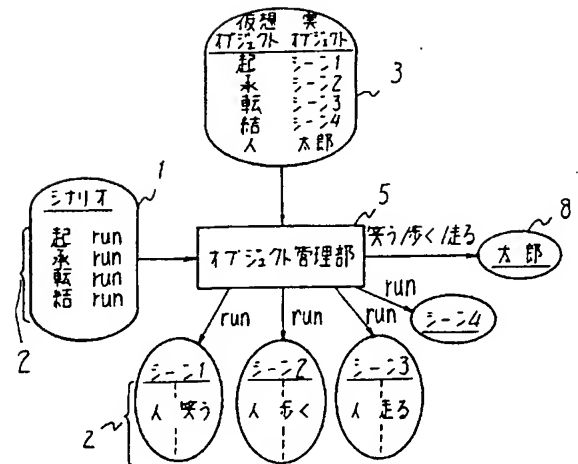 仮想 実
オブジェクト オブジェクト
起 シーン1
承 シーン2
転 シーン3
結 シーン4
人 太郎
3
1
シナリオ
起 run
承 run
転 run
結 run
2
5
オブジェクト管理部
笑う/歩く/走る
8
太郎
run
シーン4
run
run
run
シーン1
人 笑う
シーン2
人 歩く
シーン3
人 走る
2